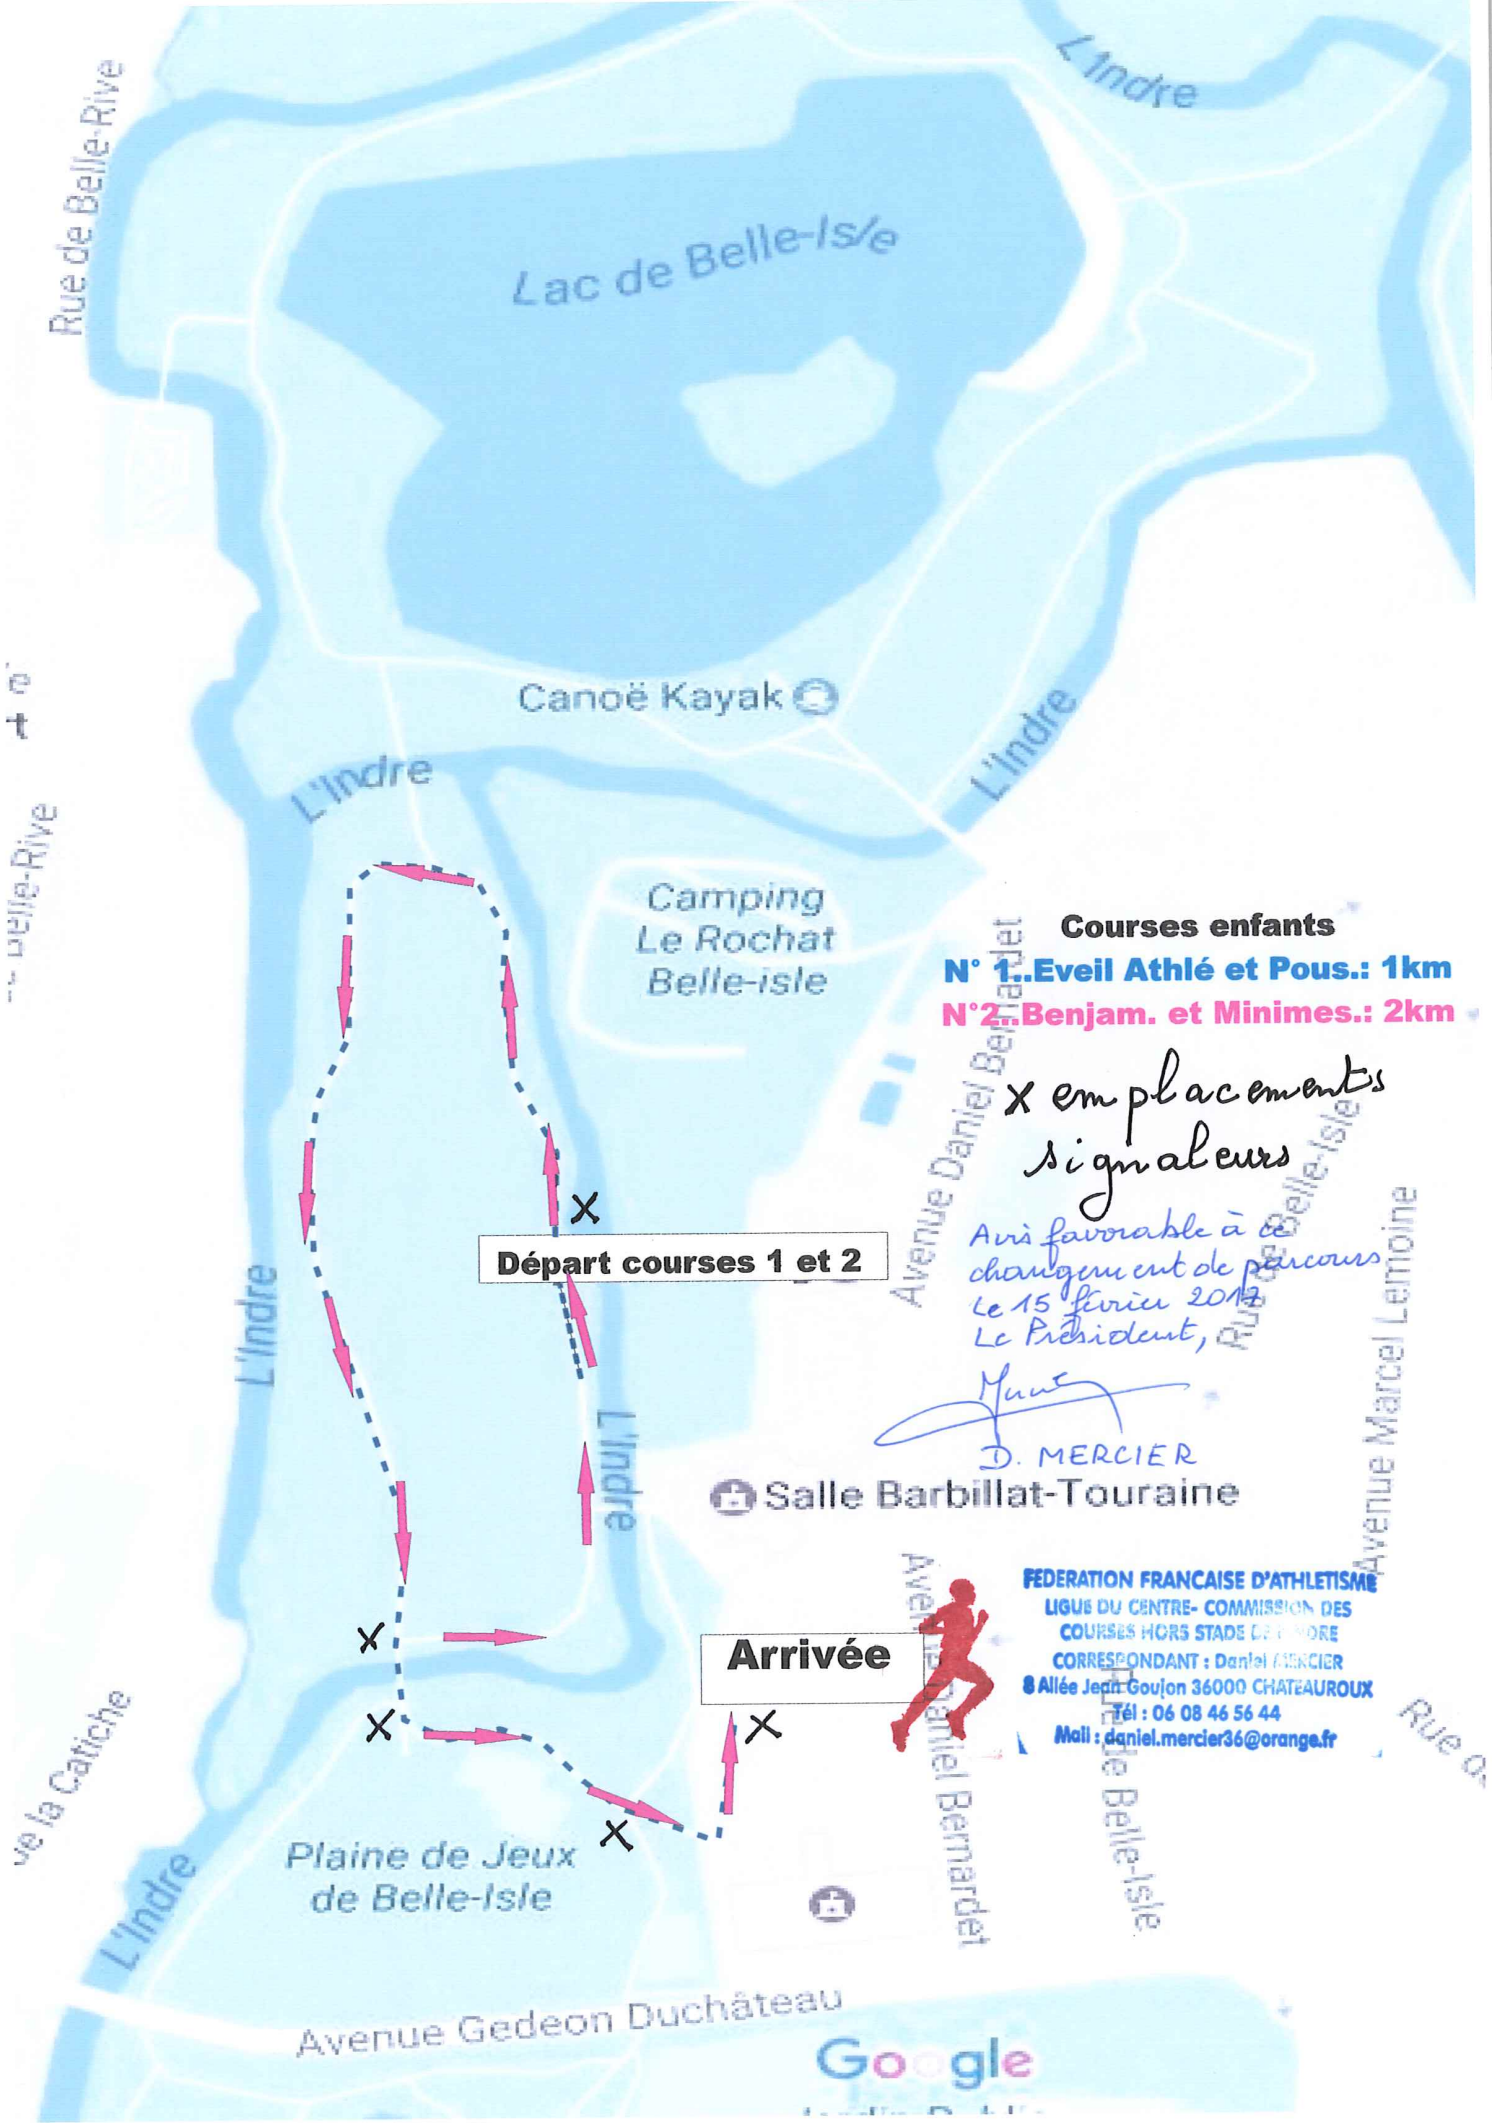 L'Indre
Rue de Belle-Rive
Lac de Belle-Isle
Canoë Kayak
L'Indre
L'Indre
Belle-Rive
Camping
Le Rochat
Belle-isle
Courses enfants
N° 1..Eveil Athlé et Pous.: 1km
N°2..Benjam. et Minimes.: 2km
x emplacements
signaleurs
Avenue Daniel Bernardet
Rue de Belle-Isle
Avenue Marcel Lemoine
x
Départ courses 1 et 2
Avis favorable à ce
changement de parcours
Le 15 février 2017
Le Président,
D. MERCIER
L'Indre
L'Indre
Salle Barbillat-Touraine
FEDERATION FRANCAISE D'ATHLETISME
LIGUE DU CENTRE- COMMISSION DES
COURSES HORS STADE DE
CORRESPONDANT : Daniel MERCIER
8 Allée Jean Goujon 36000 CHATEAUROUX
Tél : 06 08 46 56 44
Mail : daniel.mercier36@orange.fr
x
Arrivée
x
x
x
Avenue Daniel Bernardet
Rue de Belle-Isle
Rue
la Catiche
Plaine de Jeux
de Belle-Isle
L'Indre
Avenue Gedeon Duchâteau
Google